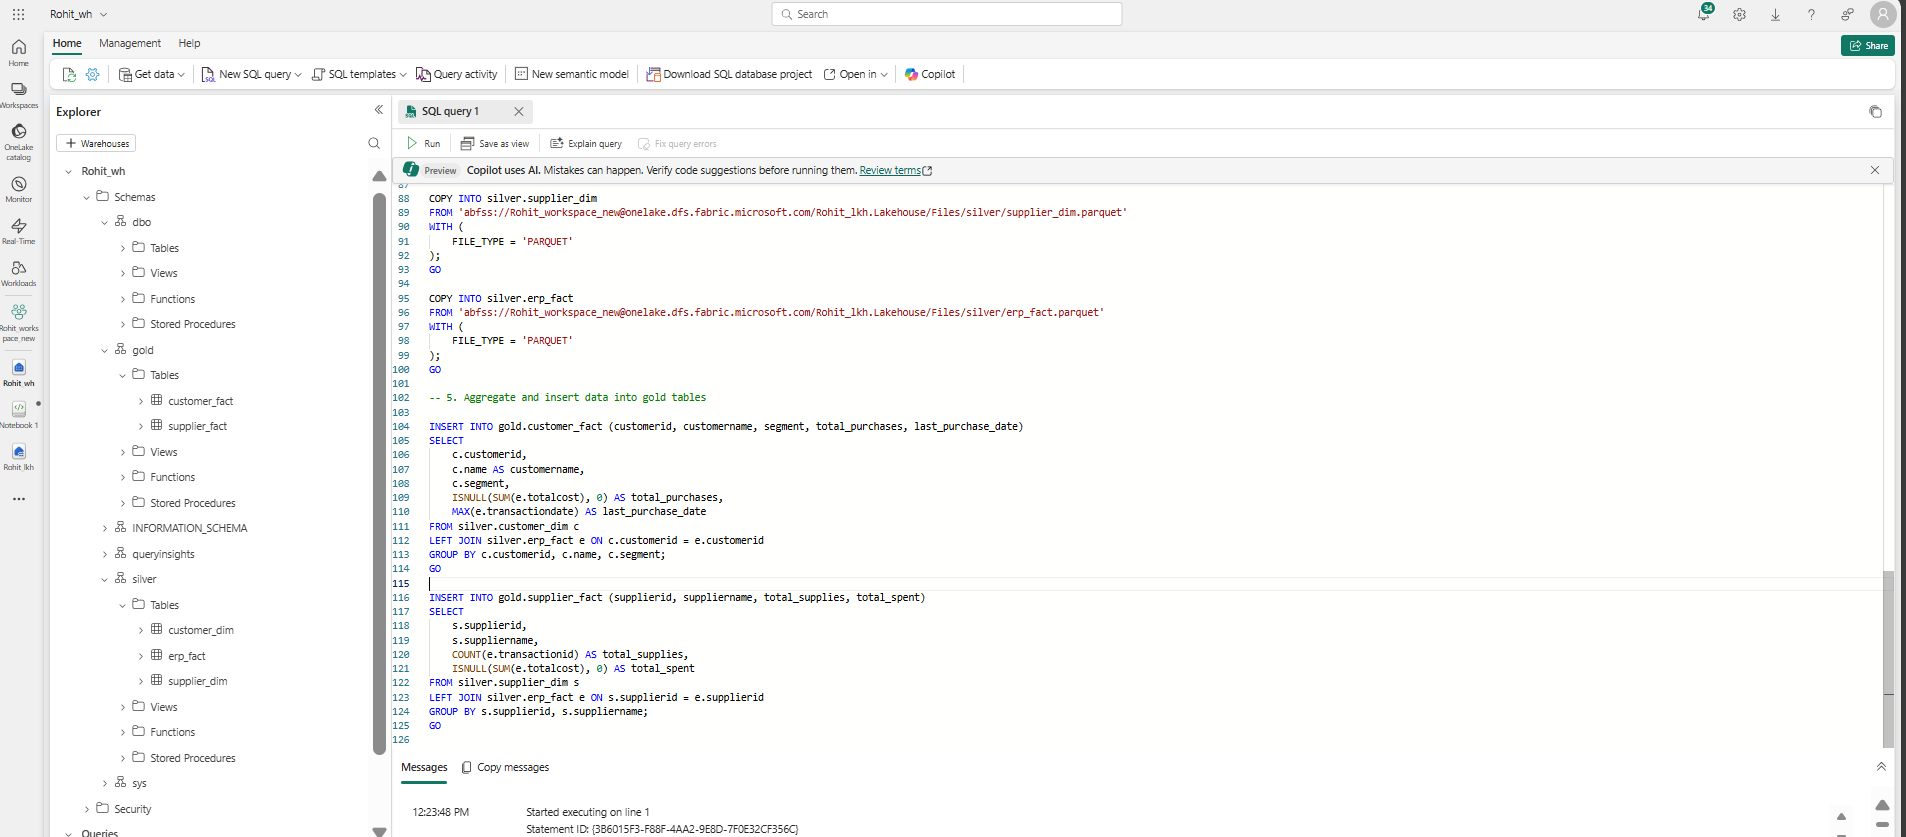 Rohit_wh
Search
34
A
Home Management Help
Share
Get data
New SQL query
SQL templates
Query activity
New semantic model
Download SQL database project
Open in
Copilot
Home
Workspaces
OneLake
catalog
Monitor
Real-Time
Workloads
Rohit_works
pace_new
Rohit_wh
Notebook 1
Rohit_lkh
Explorer
Warehouses
Rohit_wh
Schemas
dbo
Tables
Views
Functions
Stored Procedures
gold
Tables
customer_fact
supplier_fact
Views
Functions
Stored Procedures
INFORMATION_SCHEMA
queryinsights
silver
Tables
customer_dim
erp_fact
supplier_dim
Views
Functions
Stored Procedures
sys
Security
Queries
SQL query 1
Run
Save as view
Explain query
Fix query errors
Preview Copilot uses AI. Mistakes can happen. Verify code suggestions before running them. Review terms
87
88 COPY INTO silver.supplier_dim
89 FROM 'abfss://Rohit_workspace_new@onelake.dfs.fabric.microsoft.com/Rohit_lkh.Lakehouse/Files/silver/supplier_dim.parquet'
90 WITH (
91 FILE_TYPE = 'PARQUET'
92 );
93 GO
94
95 COPY INTO silver.erp_fact
96 FROM 'abfss://Rohit_workspace_new@onelake.dfs.fabric.microsoft.com/Rohit_lkh.Lakehouse/Files/silver/erp_fact.parquet'
97 WITH (
98 FILE_TYPE = 'PARQUET'
99 );
100 GO
101
102 -- 5. Aggregate and insert data into gold tables
103
104 INSERT INTO gold.customer_fact (customerid, customername, segment, total_purchases, last_purchase_date)
105 SELECT
106 c.customerid,
107 c.name AS customername,
108 c.segment,
109 ISNULL(SUM(e.totalcost), 0) AS total_purchases,
110 MAX(e.transactiondate) AS last_purchase_date
111 FROM silver.customer_dim c
112 LEFT JOIN silver.erp_fact e ON c.customerid = e.customerid
113 GROUP BY c.customerid, c.name, c.segment;
114 GO
115
116 INSERT INTO gold.supplier_fact (supplierid, suppliername, total_supplies, total_spent)
117 SELECT
118 s.supplierid,
119 s.suppliername,
120 COUNT(e.transactionid) AS total_supplies,
121 ISNULL(SUM(e.totalcost), 0) AS total_spent
122 FROM silver.supplier_dim s
123 LEFT JOIN silver.erp_fact e ON s.supplierid = e.supplierid
124 GROUP BY s.supplierid, s.suppliername;
125 GO
126
Messages
Copy messages
12:23:48 PM Started executing on line 1
Statement ID: {3B6015F3-F88F-4AA2-9E8D-7F0E32CF356C}